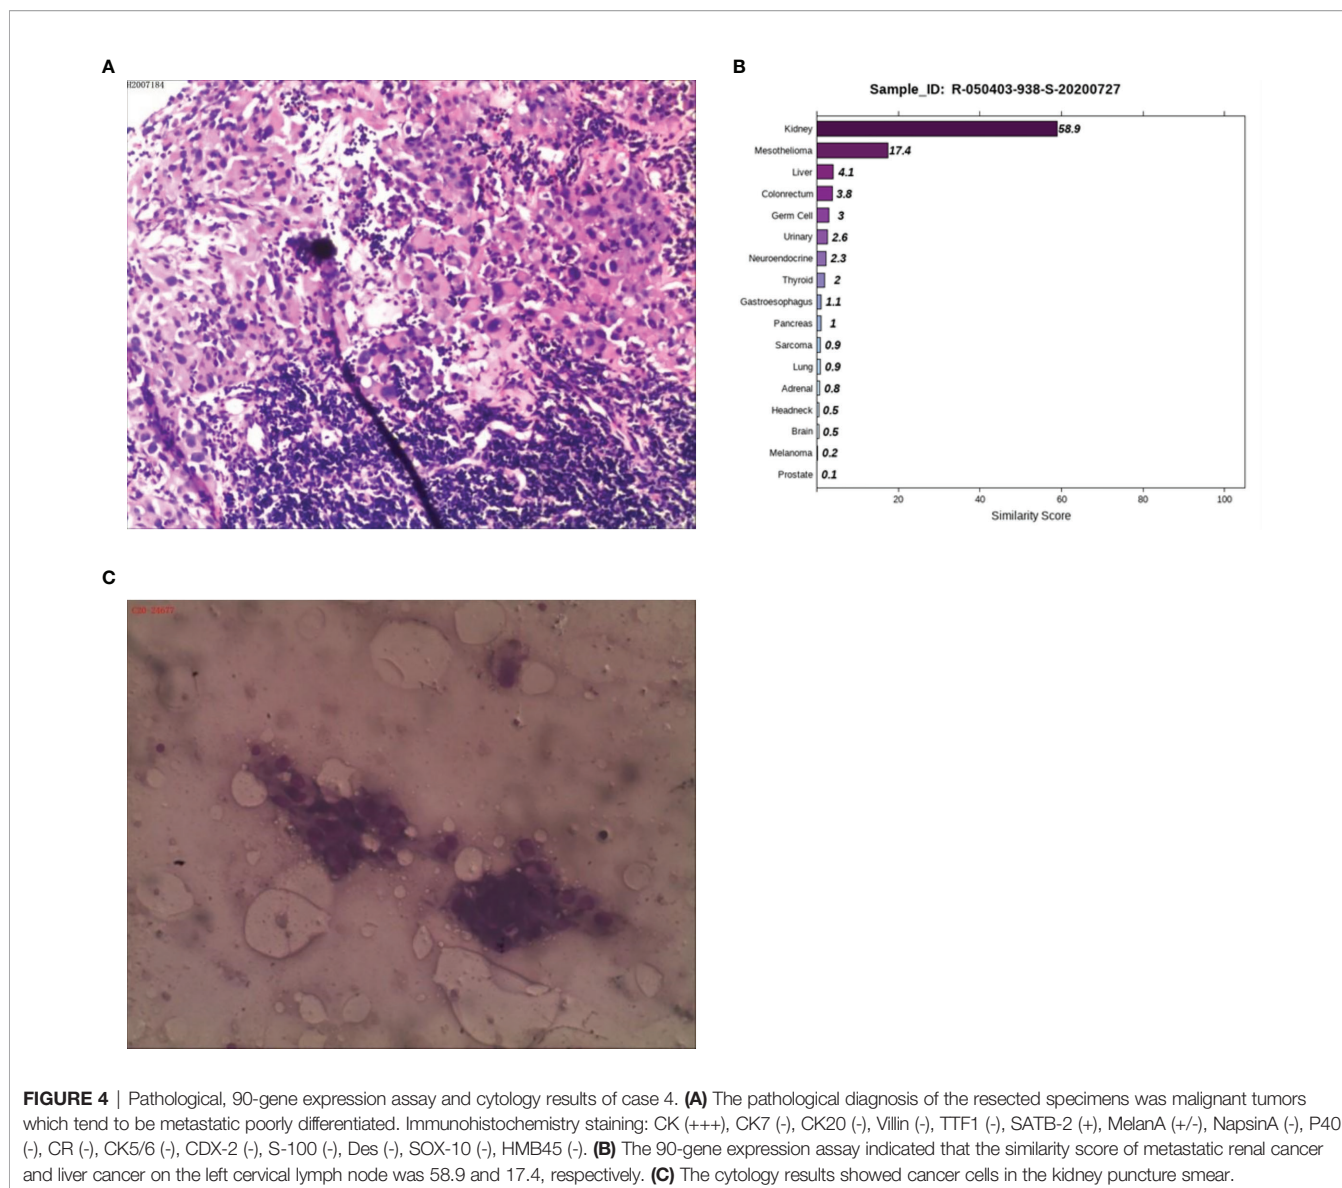 A
H2007184
B
Sample_ID: R-050403-938-S-20200727
Kidney 58.9
Mesothelioma 17.4
Liver 4.1
Colonrectum 3.8
Germ Cell 3
Urinary 2.6
Neuroendocrine 2.3
Thyroid 2
Gastroesophagus 1.1
Pancreas 1
Sarcoma 0.9
Lung 0.9
Adrenal 0.8
Headneck 0.5
Brain 0.5
Melanoma 0.2
Prostate 0.1
20 40 60 80 100
Similarity Score
C
FIGURE 4 | Pathological, 90-gene expression assay and cytology results of case 4. (A) The pathological diagnosis of the resected specimens was malignant tumors
which tend to be metastatic poorly differentiated. Immunohistochemistry staining: CK (+++), CK7 (-), CK20 (-), Villin (-), TTF1 (-), SATB-2 (+), MelanA (+/-), NapsinA (-), P40
(-), CR (-), CK5/6 (-), CDX-2 (-), S-100 (-), Des (-), SOX-10 (-), HMB45 (-). (B) The 90-gene expression assay indicated that the similarity score of metastatic renal cancer
and liver cancer on the left cervical lymph node was 58.9 and 17.4, respectively. (C) The cytology results showed cancer cells in the kidney puncture smear.